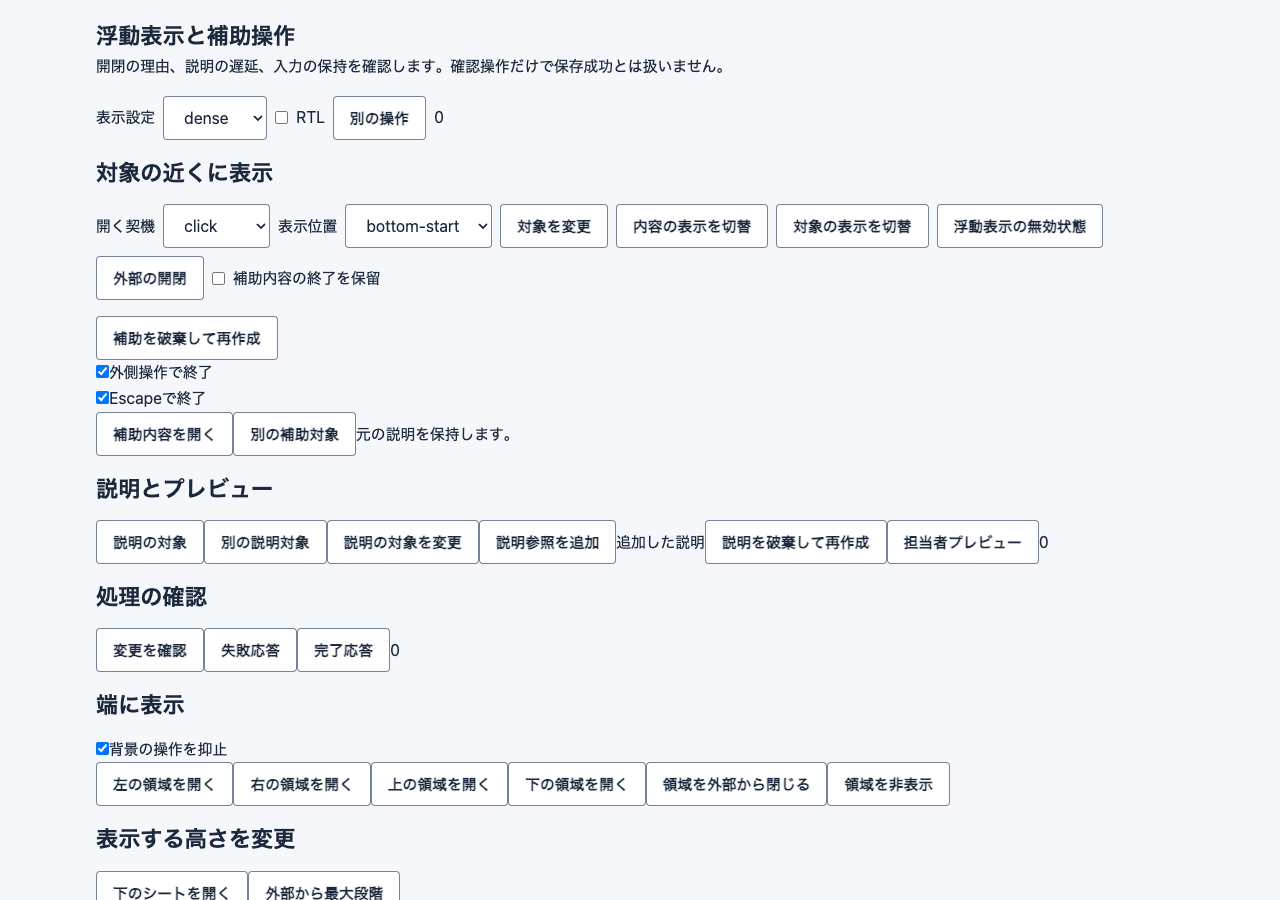 浮動表示と補助操作
開閉の理由、説明の遅延、入力の保持を確認します。確認操作だけで保存成功とは扱いません。
表示設定 dense RTL 別の操作 0
対象の近くに表示
開く契機 click 表示位置 bottom-start 対象を変更 内容の表示を切替 対象の表示を切替 浮動表示の無効状態
外部の開閉 補助内容の終了を保留
補助を破棄して再作成
外側操作で終了
Escapeで終了
補助内容を開く 別の補助対象 元の説明を保持します。
説明とプレビュー
説明の対象 別の説明対象 説明の対象を変更 説明参照を追加 追加した説明 説明を破棄して再作成 担当者プレビュー 0
処理の確認
変更を確認 失敗応答 完了応答 0
端に表示
背景の操作を抑止
左の領域を開く 右の領域を開く 上の領域を開く 下の領域を開く 領域を外部から閉じる 領域を非表示
表示する高さを変更
下のシートを開く 外部から最大段階